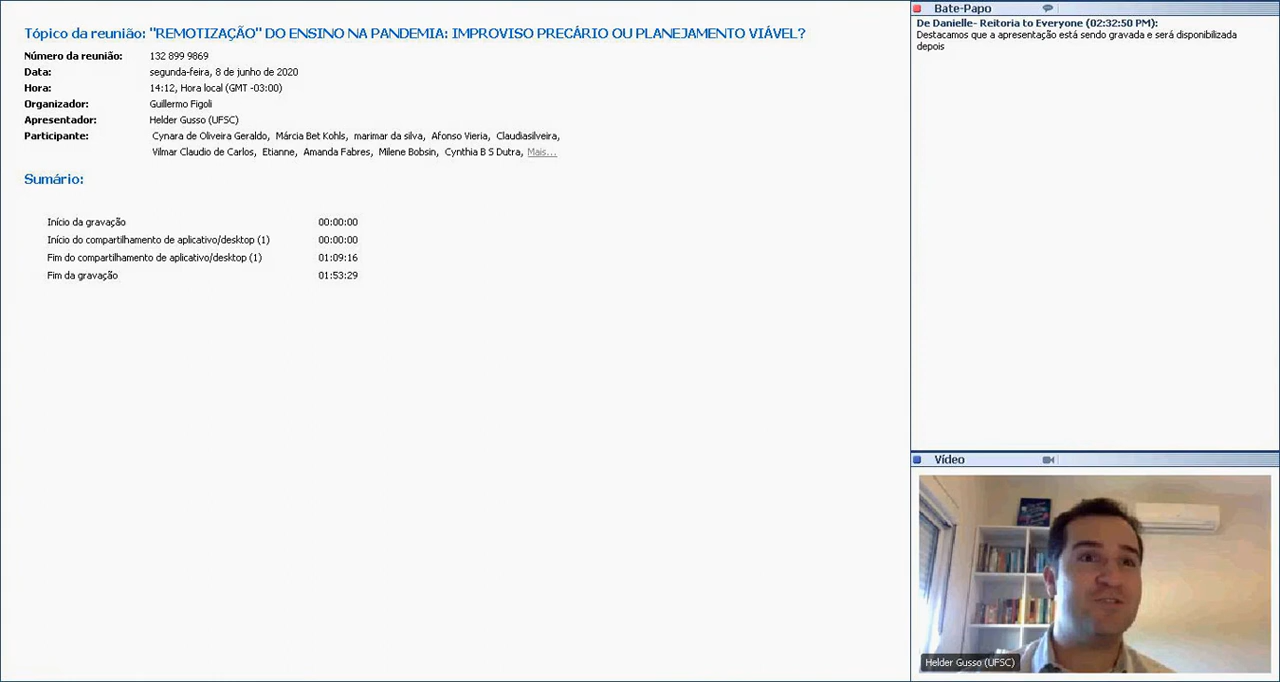 Tópico da reunião: "REMOTIZAÇÃO" DO ENSINO NA PANDEMIA: IMPROVISO PRECÁRIO OU PLANEJAMENTO VIÁVEL?
Número da reunião: 132 899 9869
Data: segunda-feira, 8 de junho de 2020
Hora: 14:12, Hora local (GMT -03:00)
Organizador: Guillermo Figoli
Apresentador: Helder Gusso (UFSC)
Participante: Cynara de Oliveira Geraldo, Márcia Bet Kohls, marimar da silva, Afonso Vieria, Claudiasilveira,
Vilmar Claudio de Carlos, Etianne, Amanda Fabres, Milene Bobsin, Cynthia B S Dutra, Mais...
Sumário:
Início da gravação 00:00:00
Início do compartilhamento de aplicativo/desktop (1) 00:00:00
Fim do compartilhamento de aplicativo/desktop (1) 01:09:16
Fim da gravação 01:53:29
Bate-Papo
De Danielle- Reitoria to Everyone (02:32:50 PM):
Destacamos que a apresentação está sendo gravada e será disponibilizada
depois
Vídeo
Helder Gusso (UFSC)